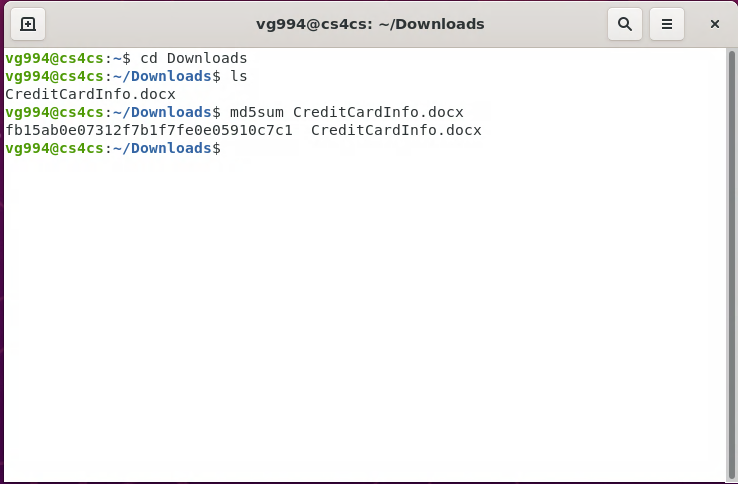 vg994@cs4cs: ~/Downloads
vg994@cs4cs:~$ cd Downloads
vg994@cs4cs:~/Downloads$ ls
CreditCardInfo.docx
vg994@cs4cs:~/Downloads$ md5sum CreditCardInfo.docx
fb15ab0e07312f7b1f7fe0e05910c7c1  CreditCardInfo.docx
vg994@cs4cs:~/Downloads$